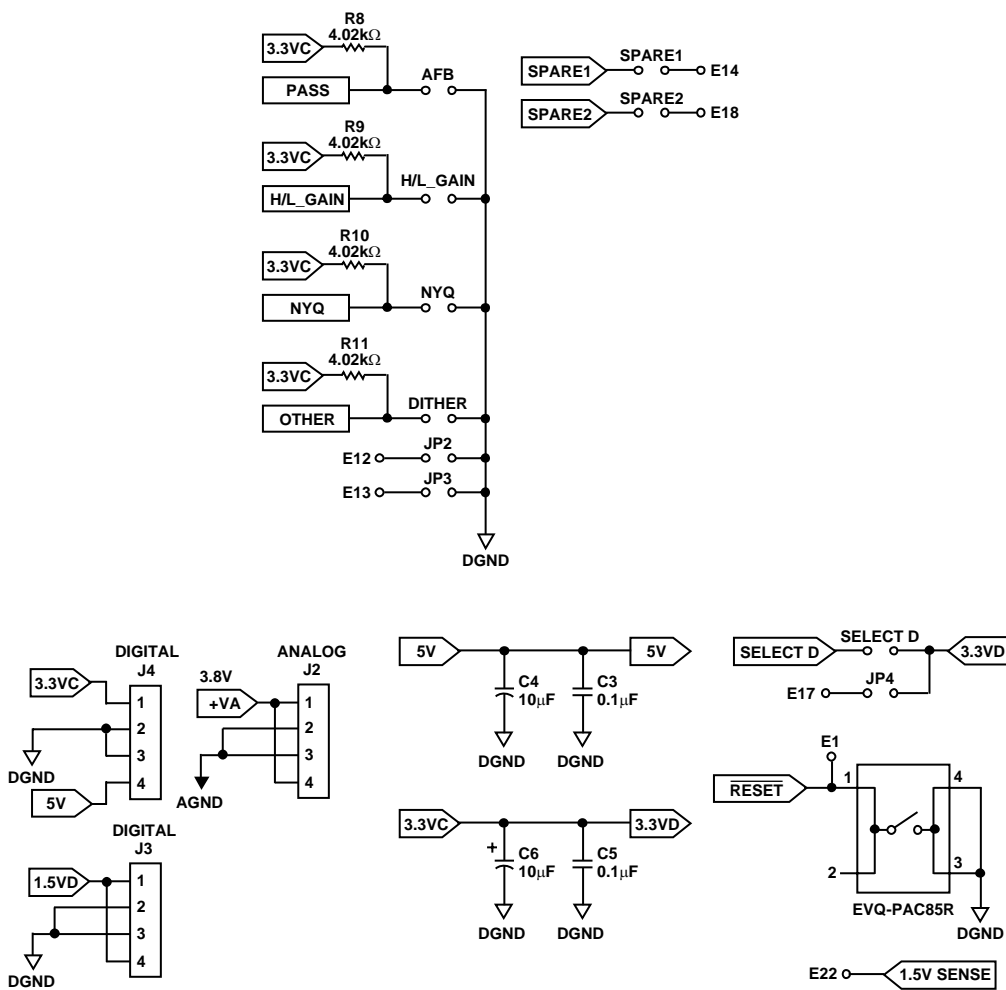 R8
4.02kΩ
3.3VC
PASS
AFB
R9
4.02kΩ
3.3VC
H/L_GAIN
H/L_GAIN
R10
4.02kΩ
3.3VC
NYQ
NYQ
R11
4.02kΩ
3.3VC
OTHER
DITHER
E12
JP2
E13
JP3
DGND
SPARE1
SPARE1
E14
SPARE2
SPARE2
E18
DIGITAL
J4
3.3VC
1
2
3
4
DGND
5V
ANALOG
J2
3.8V
+VA
1
2
3
4
AGND
DIGITAL
J3
1.5VD
1
2
3
4
DGND
5V
5V
C4
10μF
C3
0.1μF
DGND
DGND
3.3VC
3.3VD
+
C6
10μF
C5
0.1μF
DGND
DGND
SELECT D
SELECT D
3.3VD
E17
JP4
E1
RESET
1
4
2
3
EVQ-PAC85R
DGND
E22
1.5V SENSE